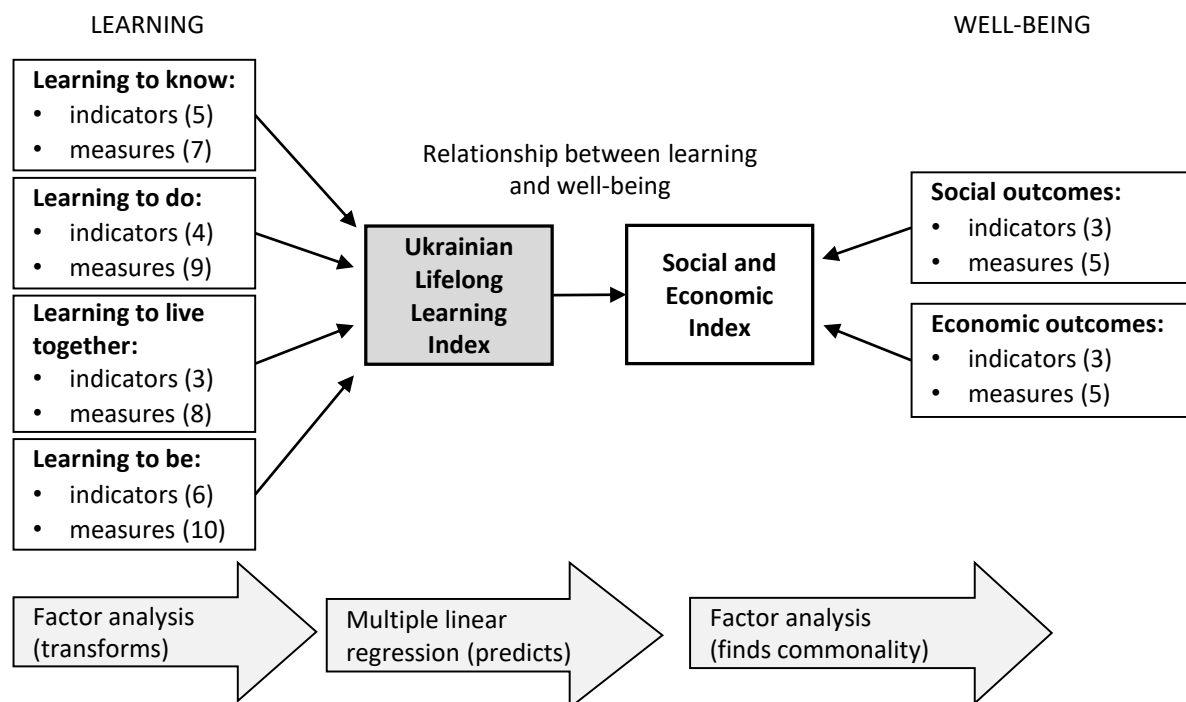 LEARNING
WELL-BEING
Learning to know:
• indicators (5)
• measures (7)
Learning to do:
• indicators (4)
• measures (9)
Learning to live
together:
• indicators (3)
• measures (8)
Learning to be:
• indicators (6)
• measures (10)
Relationship between learning
and well-being
Ukrainian
Lifelong
Learning
Index
Social and
Economic
Index
Social outcomes:
• indicators (3)
• measures (5)
Economic outcomes:
• indicators (3)
• measures (5)
Factor analysis
(transforms)
Multiple linear
regression (predicts)
Factor analysis
(finds commonality)